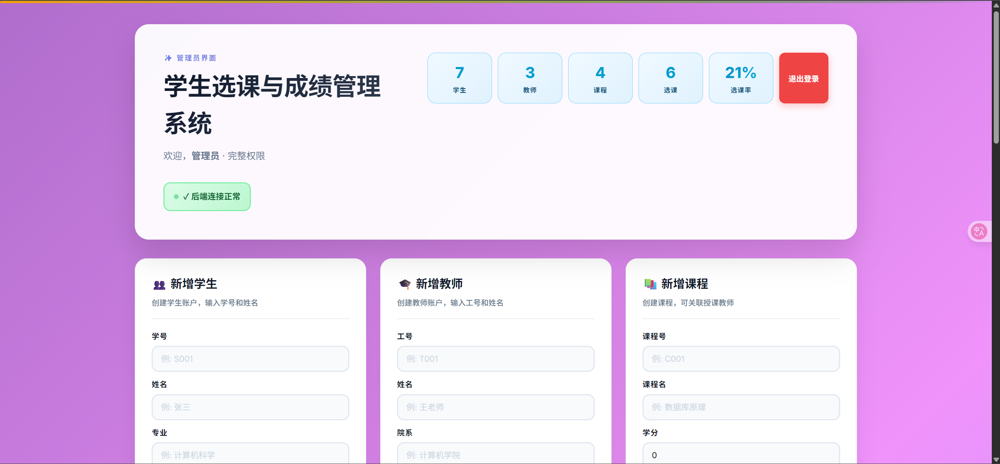 管理员界面
学生选课与成绩管理
系统
欢迎，管理员 · 完整权限
✓ 后端连接正常
7
学生
3
教师
4
课程
6
选课
21%
选课率
退出登录
新增学生
创建学生账户，输入学号和姓名
学号
例: S001
姓名
例: 张三
专业
例: 计算机科学
新增教师
创建教师账户，输入工号和姓名
工号
例: T001
姓名
例: 王老师
院系
例: 计算机学院
新增课程
创建课程，可关联授课教师
课程号
例: C001
课程名
例: 数据库原理
学分
0
中A